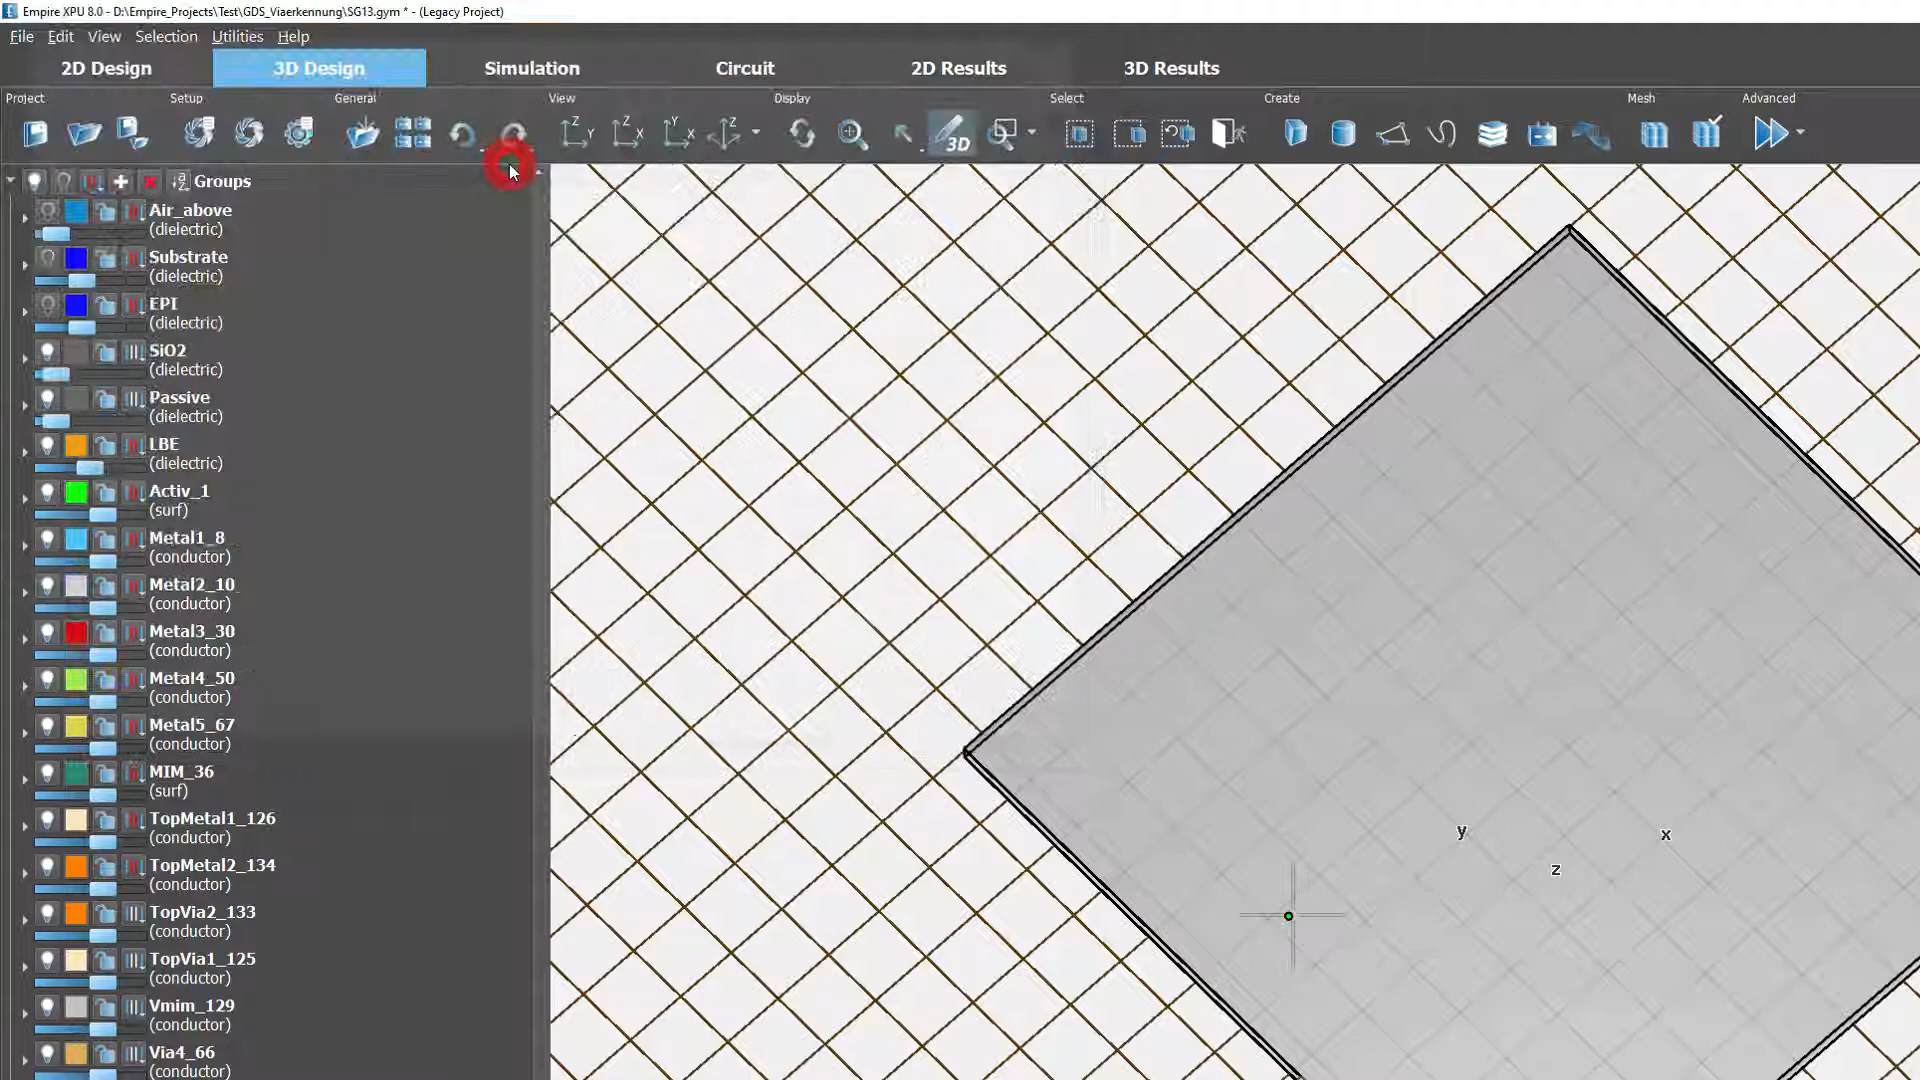 Empire XPU 8.0 - D:\Empire_Projects\Test\GDS_Viaerkennung\SG13.gym * - (Legacy Project)
File Edit View Selection Utilities Help
2D Design 3D Design Simulation Circuit 2D Results 3D Results
Project Setup General View Display Select Create Mesh Advanced
Z Y Z X Y X Z 3D
Groups
Air_above
(dielectric)
Substrate
(dielectric)
EPI
(dielectric)
SiO2
(dielectric)
Passive
(dielectric)
LBE
(dielectric)
Activ_1
(surf)
Metal1_8
(conductor)
Metal2_10
(conductor)
Metal3_30
(conductor)
Metal4_50
(conductor)
Metal5_67
(conductor)
MIM_36
(surf)
TopMetal1_126
(conductor)
TopMetal2_134
(conductor)
TopVia2_133
(conductor)
TopVia1_125
(conductor)
Vmim_129
(conductor)
Via4_66
(conductor)
y x
z